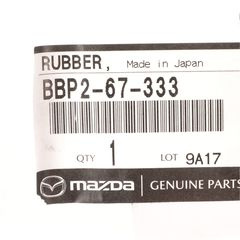 RUBBER, Made in Japan
BBP2-67-333
QTY 1 LOT 9A17
mazda GENUINE PARTS